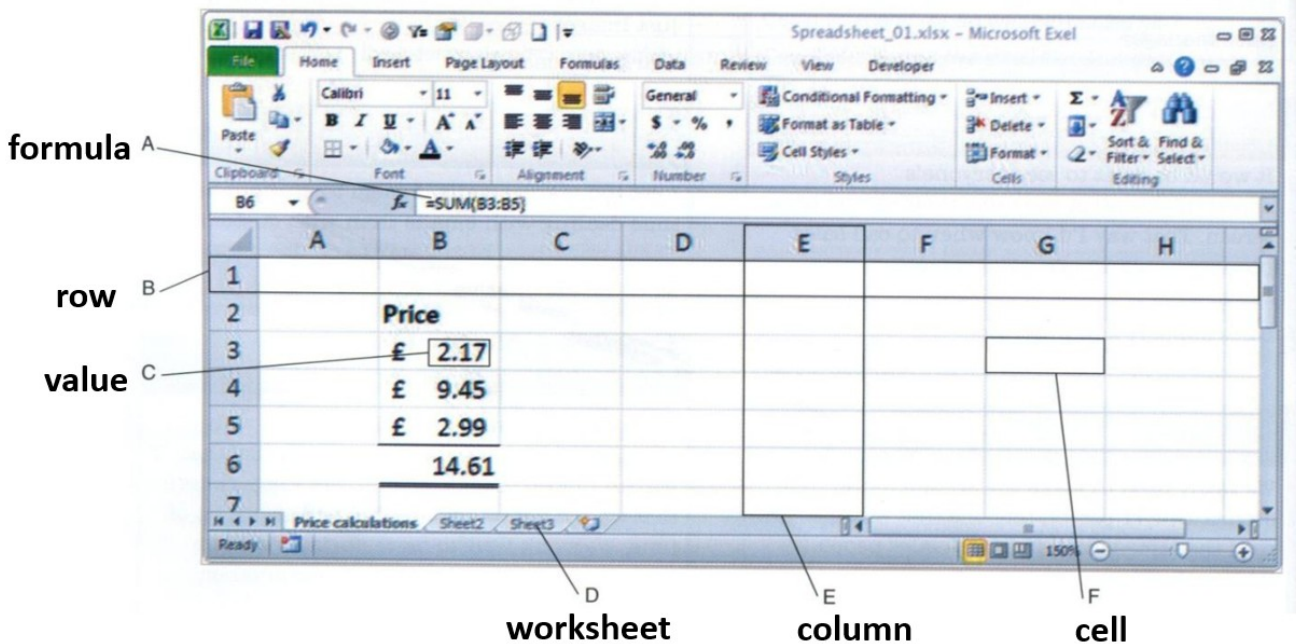 Spreadsheet_01.xlsx – Microsoft Exel
File Home Insert Page Layout Formulas Data Review View Developer
Calibri 11 General Conditional Formatting Insert Σ
Paste B I U A A $ % , Format as Table Delete Sort & Find &
Cell Styles Format Filter Select
Clipboard Font Alignment Number Styles Cells Editing
formula A
B6 fx =SUM(B3:B5)
A B C D E F G H
row B
1
2 Price
3 £ 2.17
value C
4 £ 9.45
5 £ 2.99
6 14.61
7
Price calculations Sheet2 Sheet3
Ready 150%
D E F
worksheet column cell